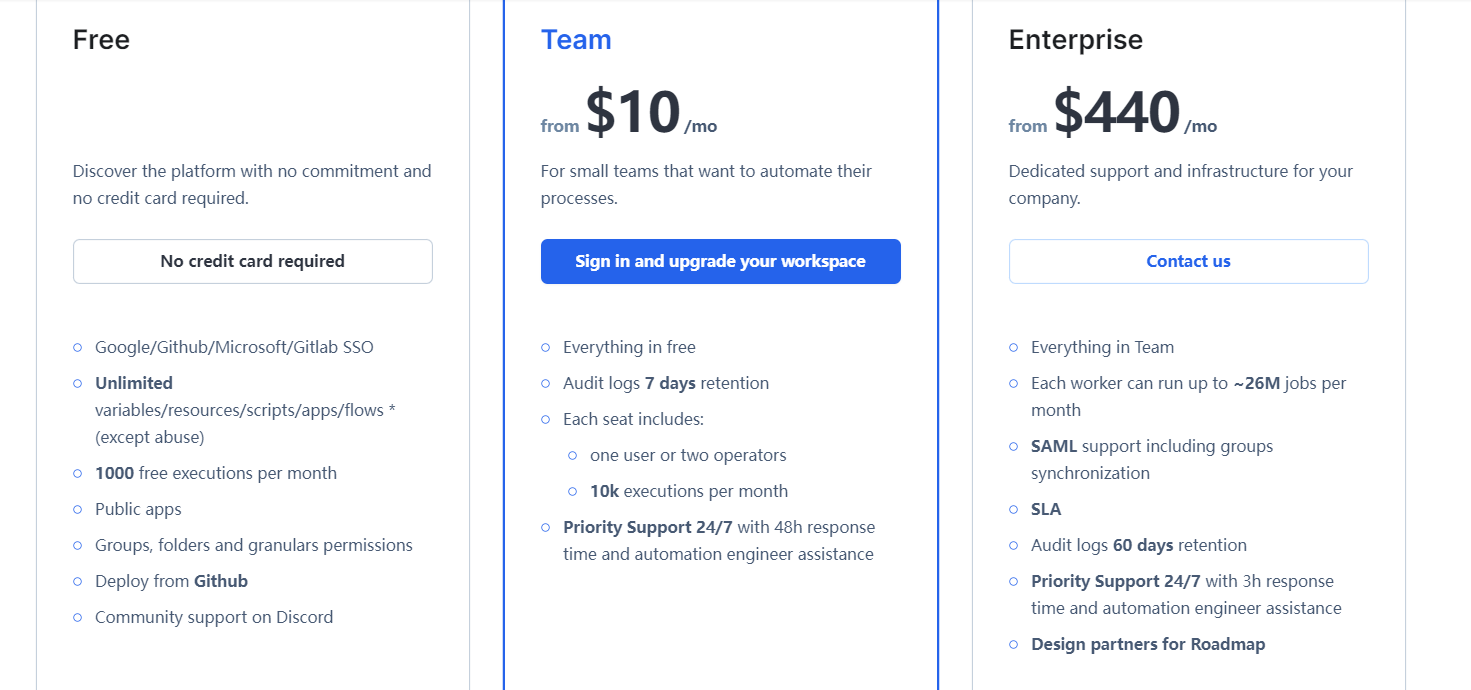 Free
Discover the platform with no commitment and
no credit card required.
No credit card required
Google/Github/Microsoft/Gitlab SSO
Unlimited
variables/resources/scripts/apps/flows *
(except abuse)
1000 free executions per month
Public apps
Groups, folders and granulars permissions
Deploy from Github
Community support on Discord
Team
from $10 /mo
For small teams that want to automate their
processes.
Sign in and upgrade your workspace
Everything in free
Audit logs 7 days retention
Each seat includes:
one user or two operators
10k executions per month
Priority Support 24/7 with 48h response
time and automation engineer assistance
Enterprise
from $440 /mo
Dedicated support and infrastructure for your
company.
Contact us
Everything in Team
Each worker can run up to ~26M jobs per
month
SAML support including groups
synchronization
SLA
Audit logs 60 days retention
Priority Support 24/7 with 3h response
time and automation engineer assistance
Design partners for Roadmap